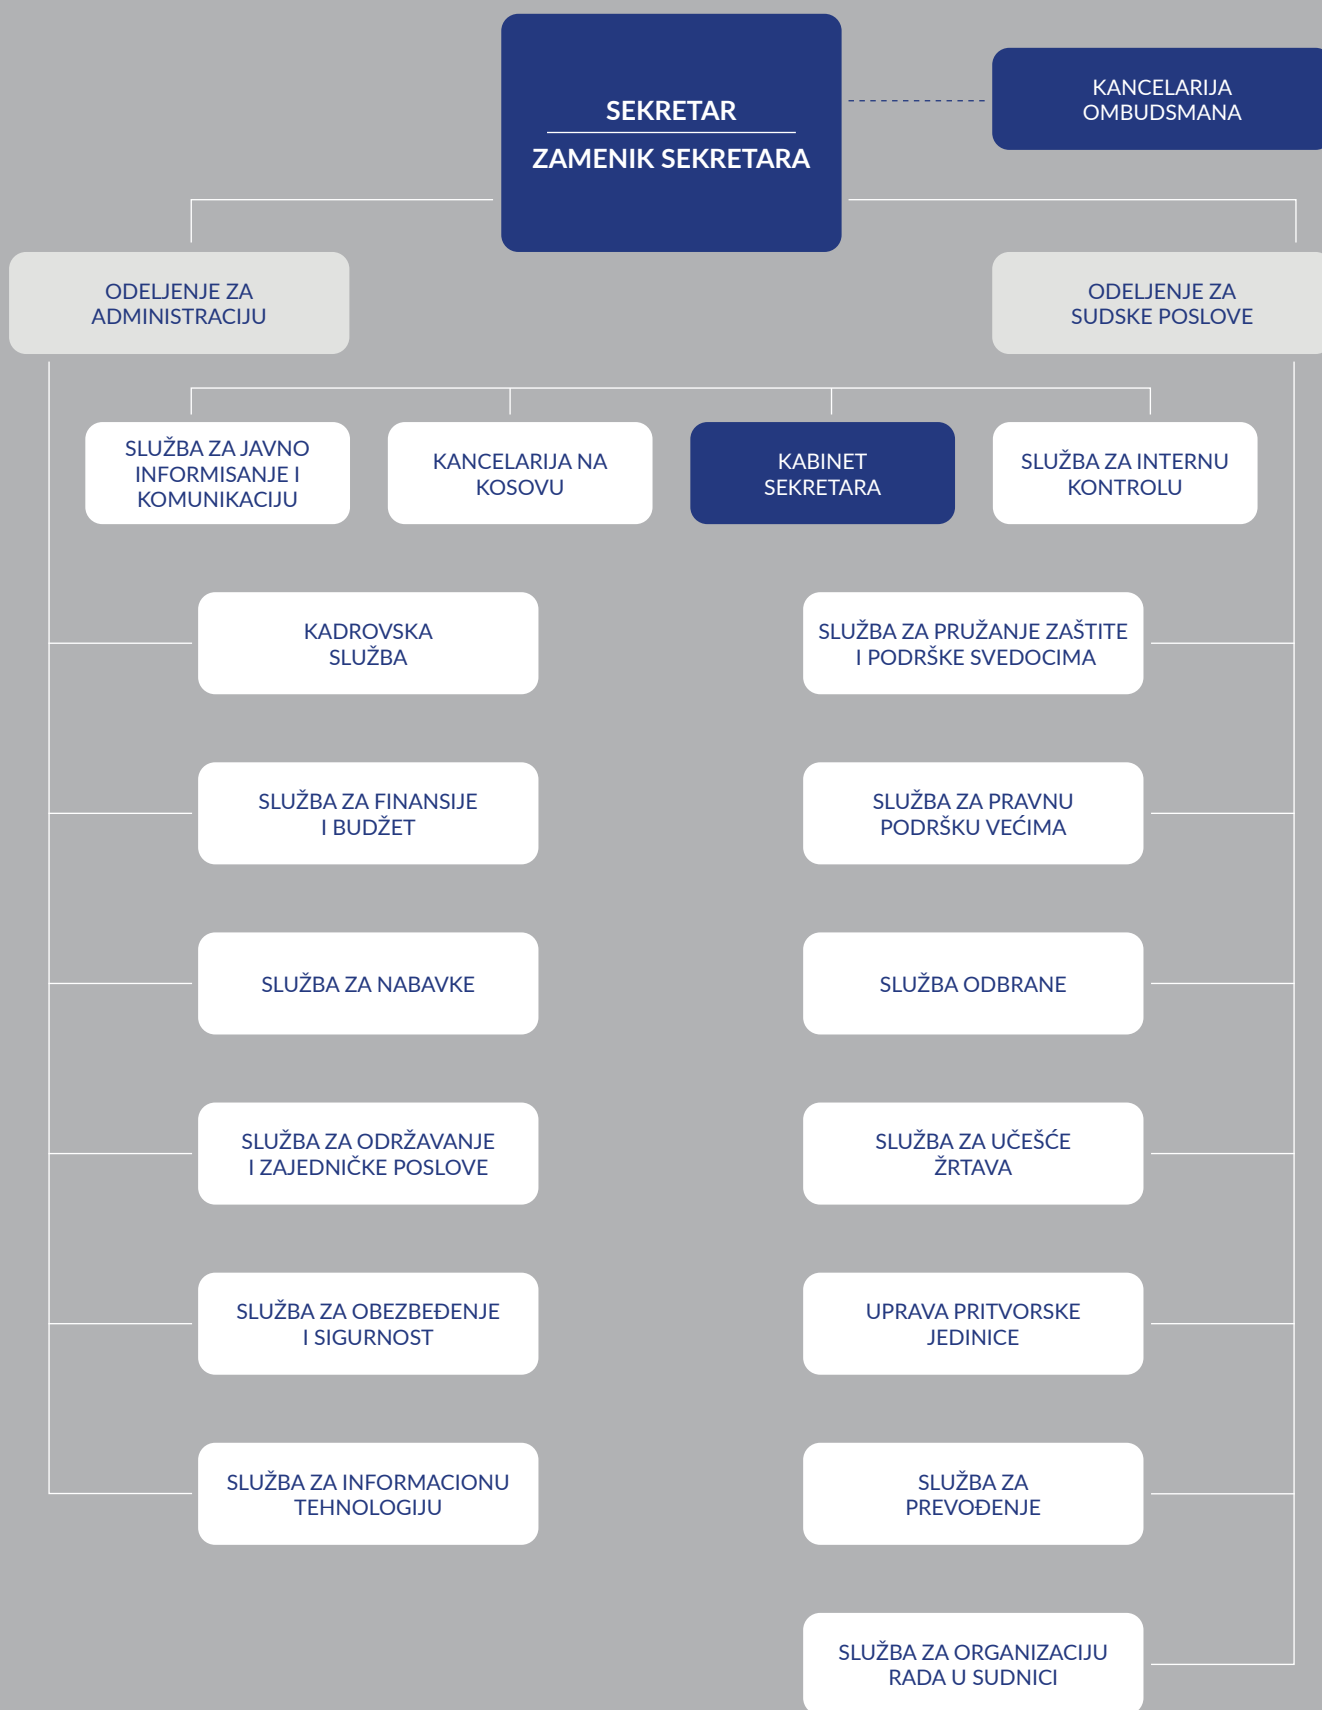 SEKRETAR
ZAMENIK SEKRETARA
KANCELARIJA
OMBUDSMANA
ODELJENJE ZA
ADMINISTRACIJU
ODELJENJE ZA
SUDSKE POSLOVE
SLUŽBA ZA JAVNO
INFORMISANJE I
KOMUNIKACIJU
KANCELARIJA NA
KOSOVU
KABINET
SEKRETARA
SLUŽBA ZA INTERNU
KONTROLU
KADROVSKA
SLUŽBA
SLUŽBA ZA PRUŽANJE ZAŠTITE
I PODRŠKE SVEDOCIMA
SLUŽBA ZA FINANSIJE
I BUDŽET
SLUŽBA ZA PRAVNU
PODRŠKU VEĆIMA
SLUŽBA ZA NABAVKE
SLUŽBA ODBRANE
SLUŽBA ZA ODRŽAVANJE
I ZAJEDNIČKE POSLOVE
SLUŽBA ZA UČEŠĆE
ŽRTAVA
SLUŽBA ZA OBEZBEĐENJE
I SIGURNOST
UPRAVA PRITVORSKE
JEDINICE
SLUŽBA ZA INFORMACIONU
TEHNOLOGIJU
SLUŽBA ZA
PREVOĐENJE
SLUŽBA ZA ORGANIZACIJU
RADA U SUDNICI